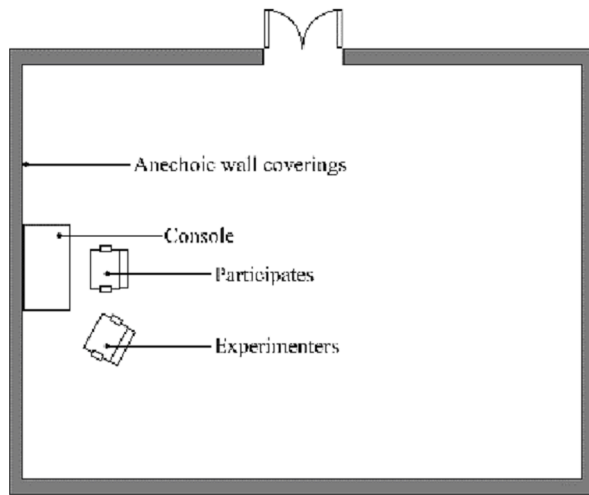 Anechoic wall coverings
Console
Participates
Experimenters